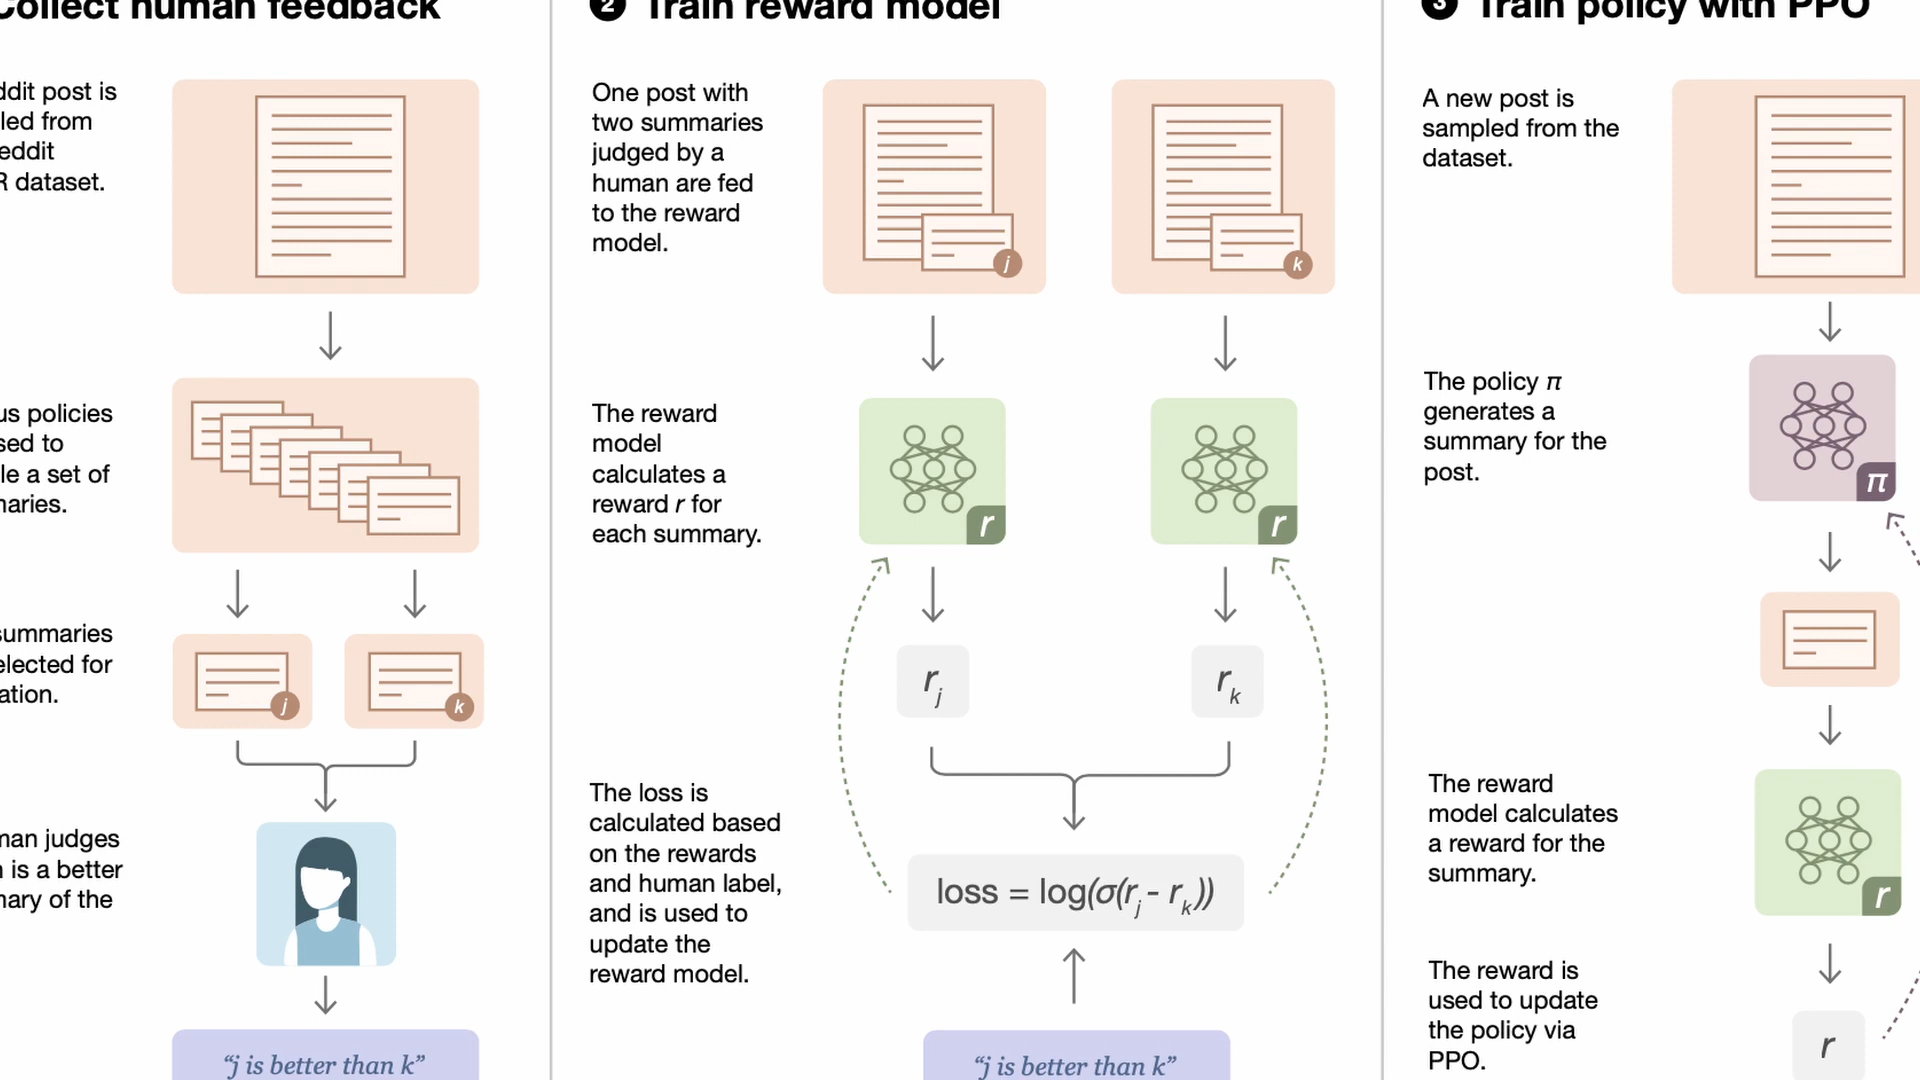 Collect human feedback
ddit post is
led from
eddit
R dataset.
us policies
sed to
le a set of
naries.
summaries
elected for
ation.
j
k
man judges
n is a better
nary of the
“j is better than k”
2 Train reward model
One post with
two summaries
judged by a
human are fed
to the reward
model.
j
k
The reward
model
calculates a
reward r for
each summary.
r
r
rj
rk
The loss is
calculated based
on the rewards
and human label,
and is used to
update the
reward model.
loss = log(σ(rj - rk))
“j is better than k”
3 Train policy with PPO
A new post is
sampled from the
dataset.
The policy π
generates a
summary for the
post.
π
The reward
model calculates
a reward for the
summary.
r
The reward is
used to update
the policy via
PPO.
r